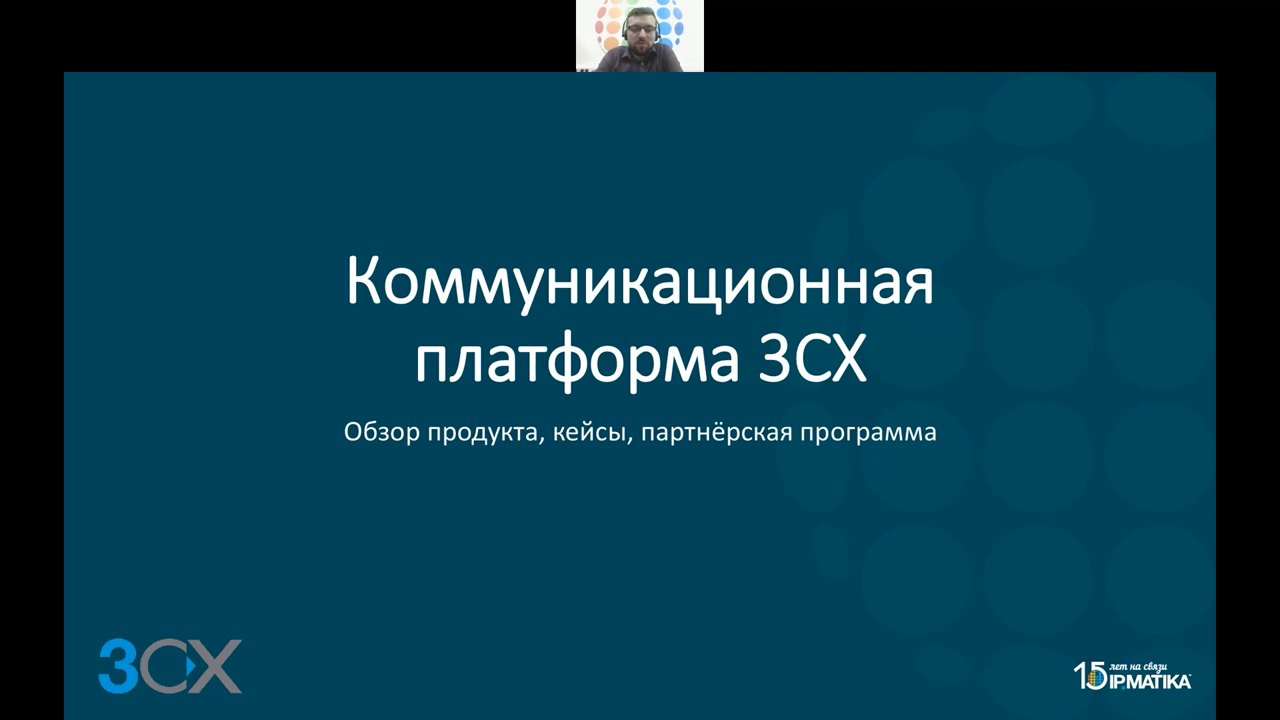 Коммуникационная
платформа 3CX
Обзор продукта, кейсы, партнёрская программа
3CX
15 лет на связи
IPMATIKA